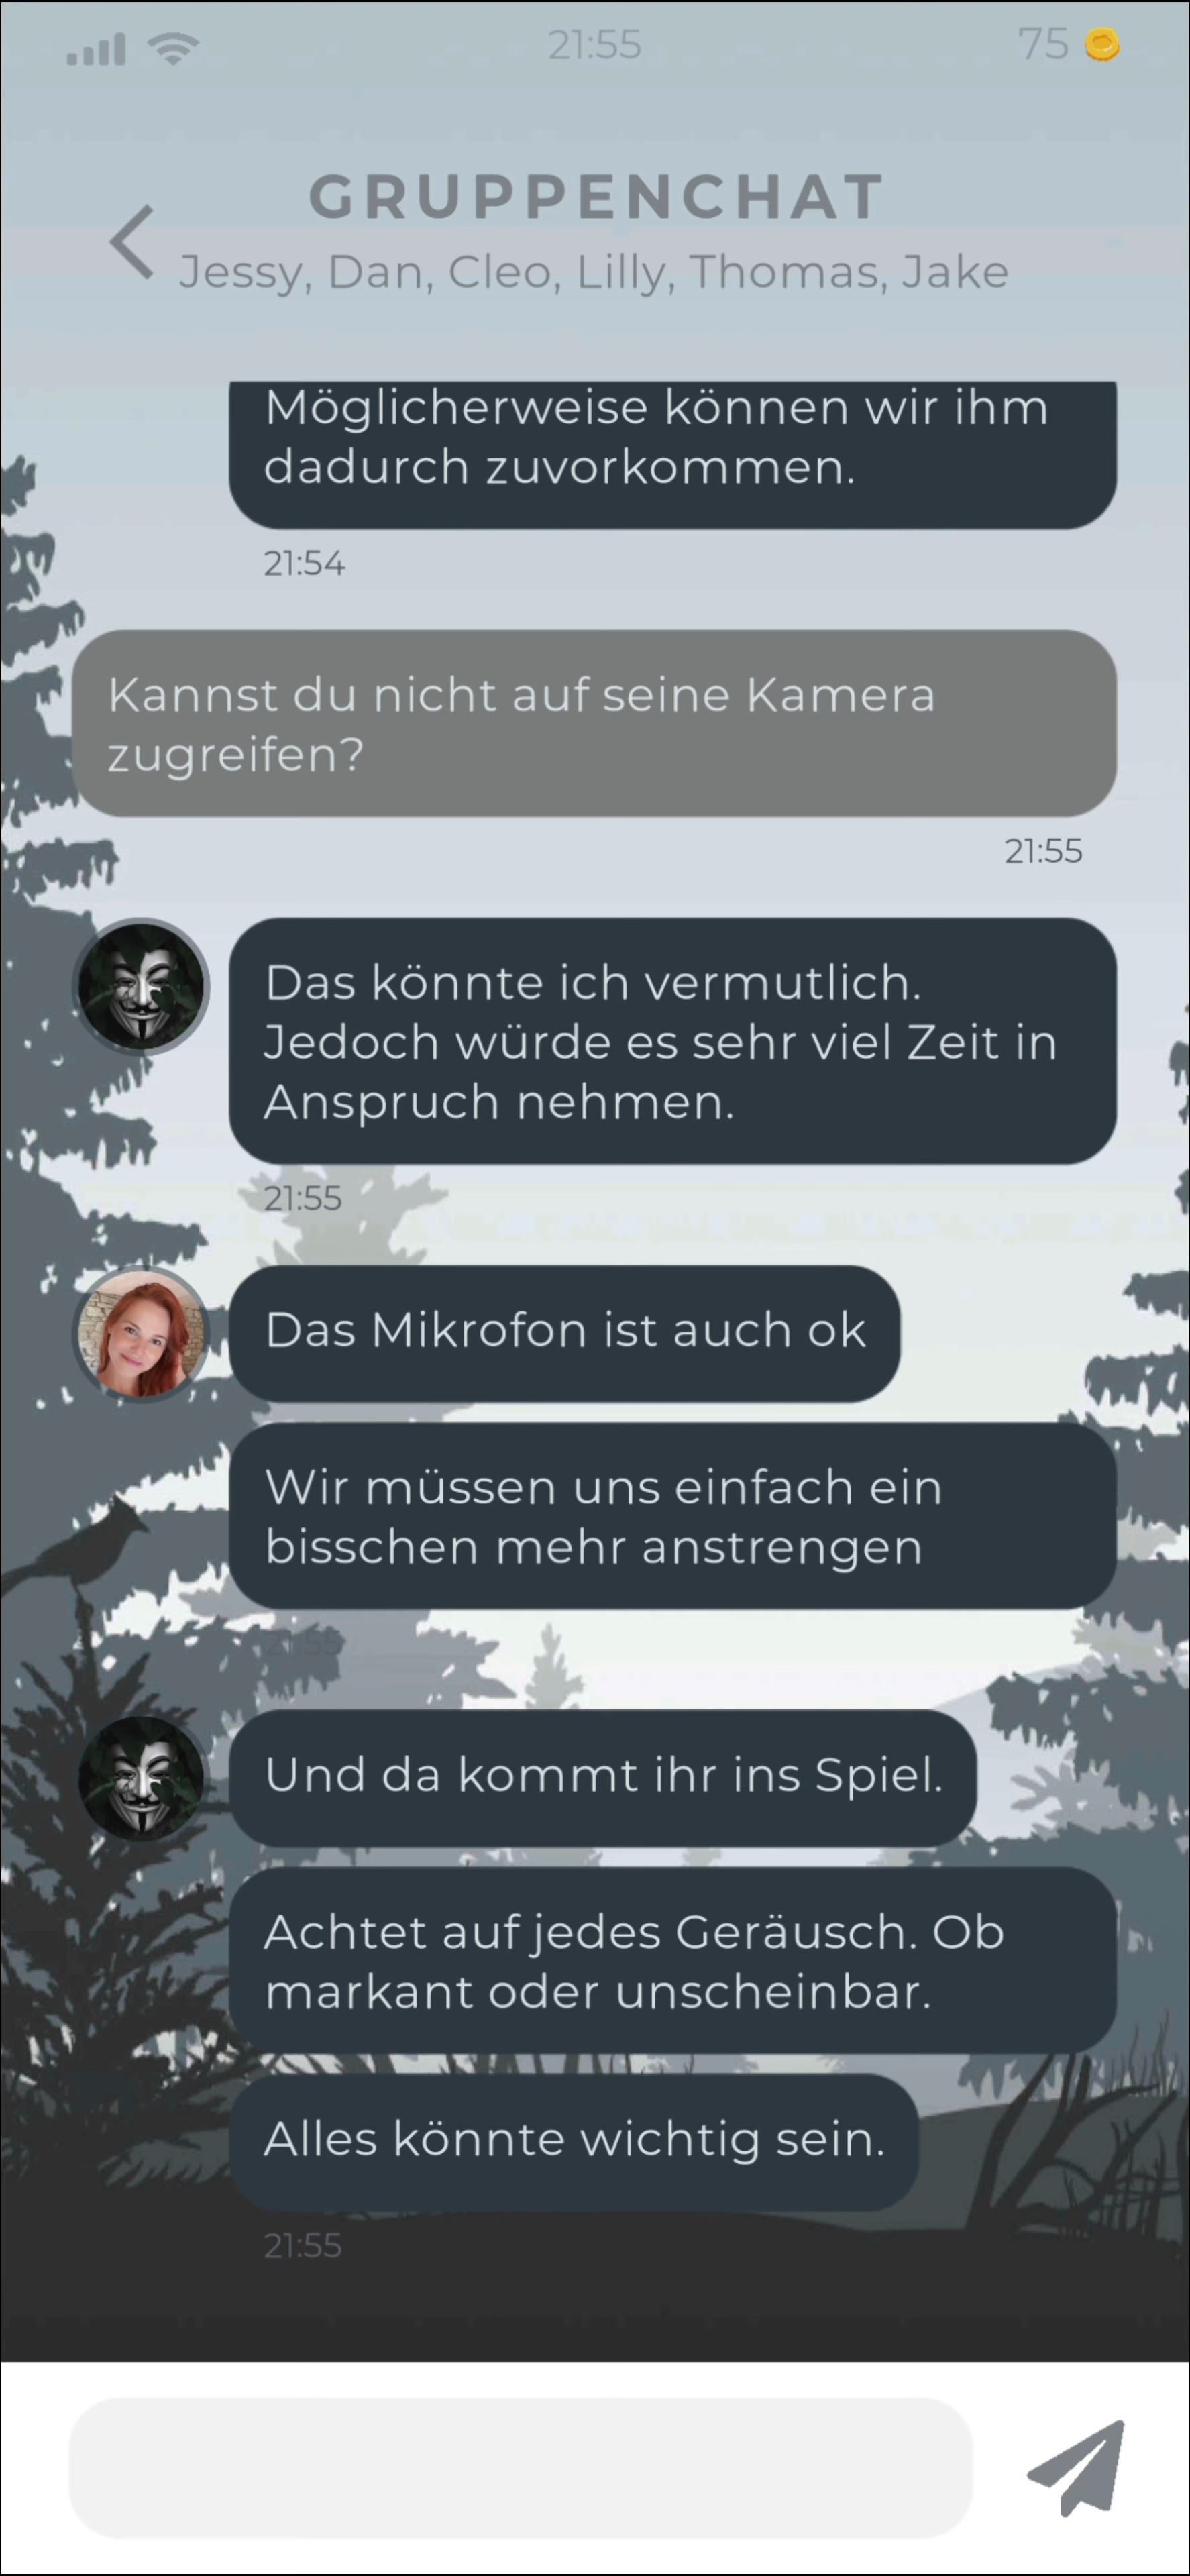 21:55
75
GRUPPENCHAT
Jessy, Dan, Cleo, Lilly, Thomas, Jake
Möglicherweise können wir ihm
dadurch zuvorkommen.
21:54
Kannst du nicht auf seine Kamera
zugreifen?
21:55
Das könnte ich vermutlich.
Jedoch würde es sehr viel Zeit in
Anspruch nehmen.
21:55
Das Mikrofon ist auch ok
Wir müssen uns einfach ein
bisschen mehr anstrengen
21:55
Und da kommt ihr ins Spiel.
Achtet auf jedes Geräusch. Ob
markant oder unscheinbar.
Alles könnte wichtig sein.
21:55